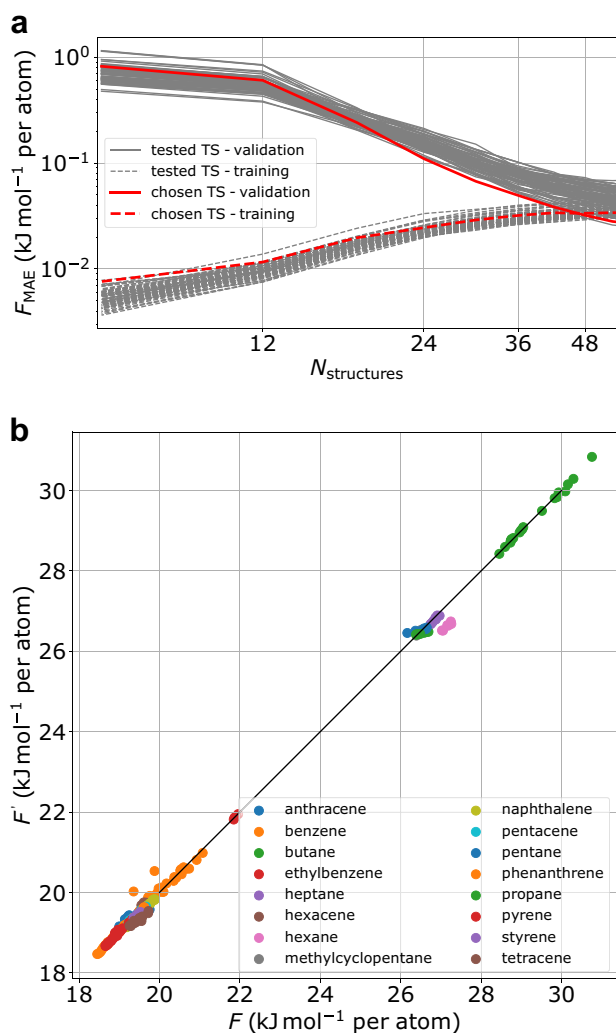 a
10⁰
10⁻¹
10⁻²
F_MAE (kJ mol⁻¹ per atom)
tested TS - validation
tested TS - training
chosen TS - validation
chosen TS - training
12 24 36 48
N_structures
b
30
28
26
24
22
20
18
F' (kJ mol⁻¹ per atom)
anthracene
benzene
butane
ethylbenzene
heptane
hexacene
hexane
methylcyclopentane
naphthalene
pentacene
pentane
phenanthrene
propane
pyrene
styrene
tetracene
18 20 22 24 26 28 30
F (kJ mol⁻¹ per atom)